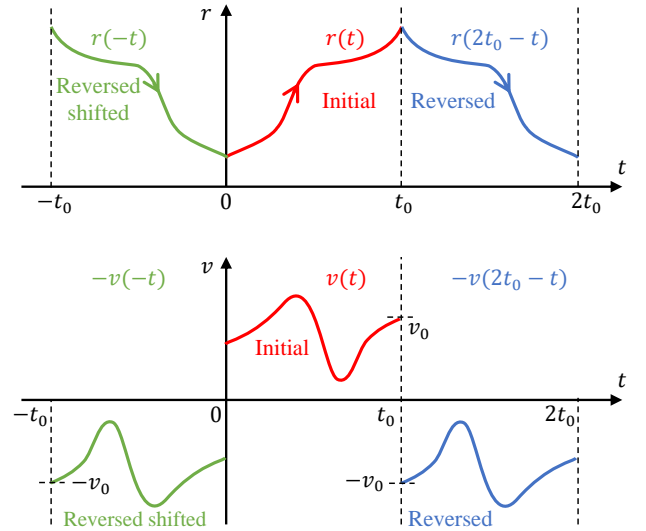 r
r(−t)
r(t)
r(2t₀ − t)
Reversed
shifted
Initial
Reversed
t
−t₀
0
t₀
2t₀
−v(−t)
v
v(t)
−v(2t₀ − t)
v₀
Initial
t
−t₀
0
t₀
2t₀
−v₀
−v₀
Reversed shifted
Reversed